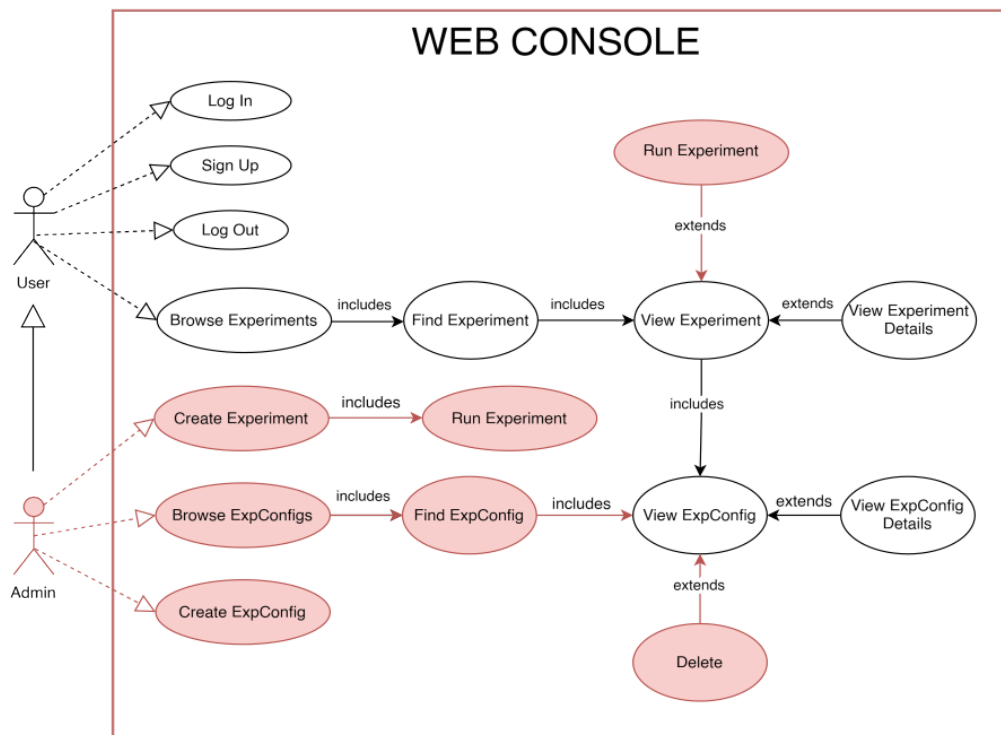 WEB CONSOLE
Log In
Sign Up
Run Experiment
Log Out
extends
User
Browse Experiments
includes
Find Experiment
includes
View Experiment
extends
View Experiment
Details
includes
Create Experiment
includes
Run Experiment
Admin
Browse ExpConfigs
includes
Find ExpConfig
includes
View ExpConfig
extends
View ExpConfig
Details
extends
Create ExpConfig
Delete